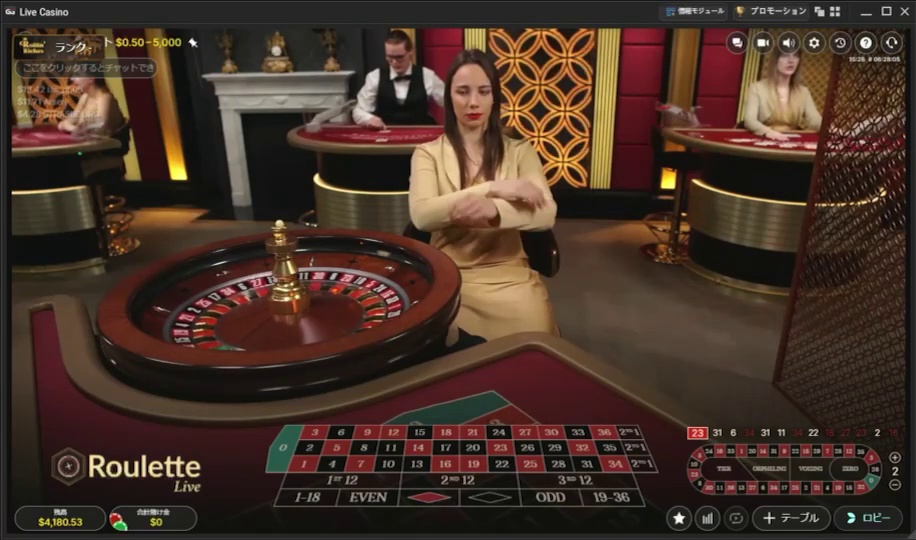 Live Casino
情報モジュール
プロモーション
ランク
$0.50-5,000
ここをクリックするとチャットでき
Roulette
Live
3 6 9 12 15 18 21 24 27 30 33 36 2TO1
0 2 5 8 11 14 17 20 23 26 29 32 35 2TO1
1 4 7 10 13 16 19 22 25 28 31 34 2TO1
1ST 12 2ND 12 3RD 12
1-18 EVEN ODD 19-36
23 31 6 34 31 11 34 22 2
TIER ORPHELINS VOISINS ZERO
2
残高
$4,180.53
合計賭け金
$0
テーブル
ロビー